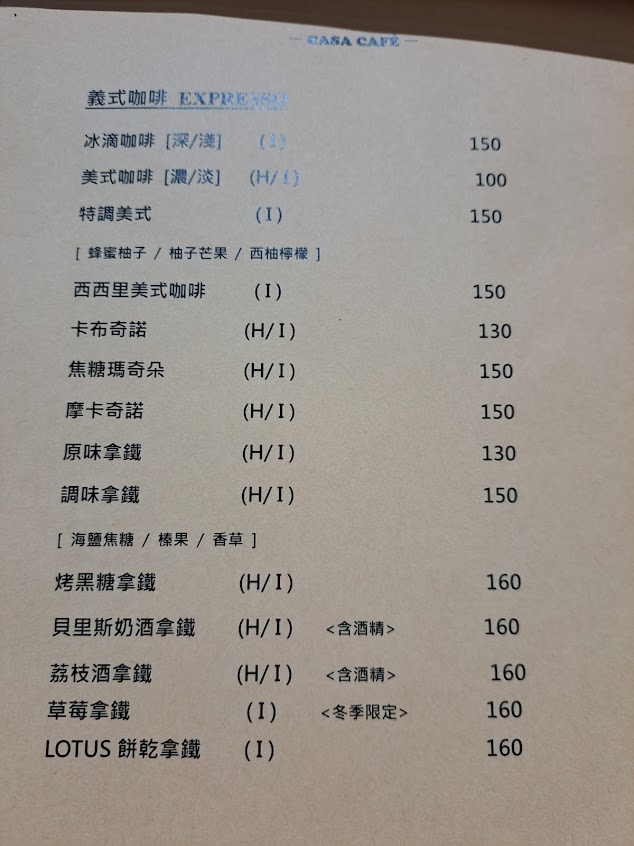 — CASA CAFÉ —
義式咖啡 EXPRESSO
冰滴咖啡 [深/淺] (I) 150
美式咖啡 [濃/淡] (H/I) 100
特調美式 (I) 150
[ 蜂蜜柚子 / 柚子芒果 / 西柚檸檬 ]
西西里美式咖啡 (I) 150
卡布奇諾 (H/I) 130
焦糖瑪奇朵 (H/I) 150
摩卡奇諾 (H/I) 150
原味拿鐵 (H/I) 130
調味拿鐵 (H/I) 150
[ 海鹽焦糖 / 榛果 / 香草 ]
烤黑糖拿鐵 (H/I) 160
貝里斯奶酒拿鐵 (H/I) <含酒精> 160
荔枝酒拿鐵 (H/I) <含酒精> 160
草莓拿鐵 (I) <冬季限定> 160
LOTUS 餅乾拿鐵 (I) 160